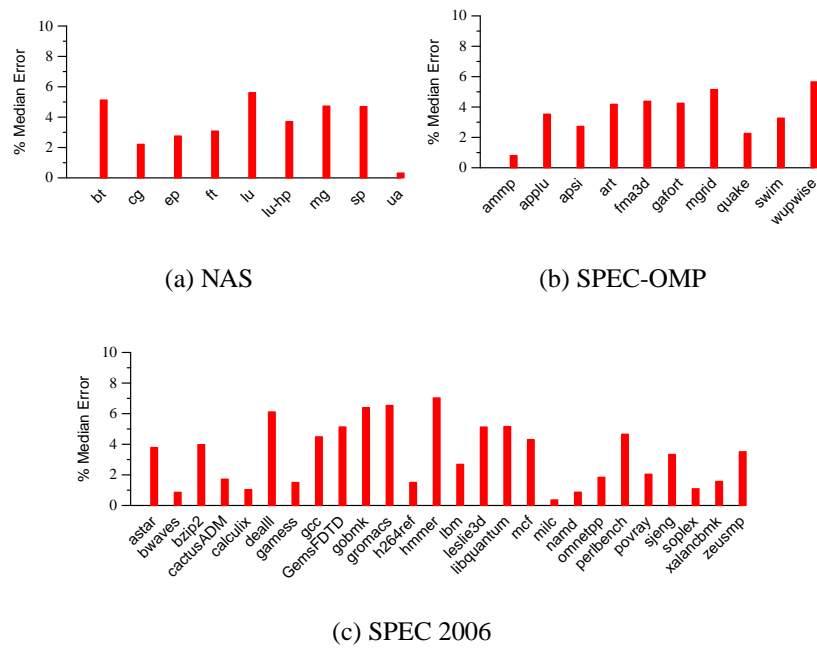 10
8
6
4
2
0
% Median Error
bt
cg
ep
ft
lu
lu-hp
mg
sp
ua
(a) NAS
10
8
6
4
2
0
% Median Error
ammp
applu
apsi
art
fma3d
gafort
mgrid
quake
swim
wupwise
(b) SPEC-OMP
10
8
6
4
2
0
% Median Error
astar
bwaves
bzip2
cactusADM
calculix
dealII
gamess
gcc
GemsFDTD
gobmk
gromacs
h264ref
hmmer
lbm
leslie3d
libquantum
mcf
milc
namd
omnetpp
perlbench
povray
sjeng
soplex
xalancbmk
zeusmp
(c) SPEC 2006